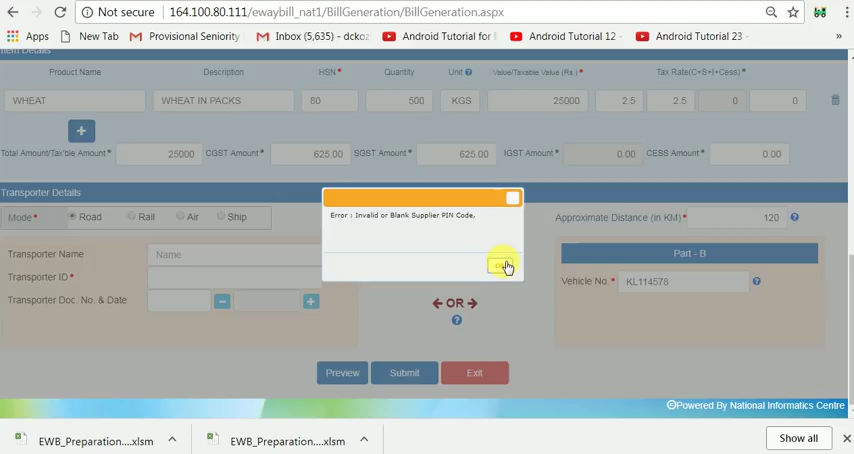 Not secure | 164.100.80.111/ewaybill_nat1/BillGeneration/BillGeneration.aspx
Apps New Tab Provisional Seniority Inbox (5,635) - dckoz Android Tutorial for Android Tutorial 12 - Android Tutorial 23 - »
Item Details
Product Name Description HSN* Quantity Unit Value/Taxable Value (Rs.)* Tax Rate(C+S+I+Cess)*
WHEAT WHEAT IN PACKS 80 500 KGS 25000 2.5 2.5 0 0
+
Total Amount/Tax'ble Amount* 25000 CGST Amount* 625.00 SGST Amount* 625.00 IGST Amount* 0.00 CESS Amount* 0.00
Transporter Details
Error : Invalid or Blank Supplier PIN Code,
Mode* Road Rail Air Ship Approximate Distance (in KM)* 120
Transporter Name Name
Transporter ID*
Transporter Doc. No. & Date
OR
Part - B
Vehicle No.* KL114576
Preview Submit Exit
©Powered By National Informatics Centre
EWB_Preparation....xlsm EWB_Preparation....xlsm Show all